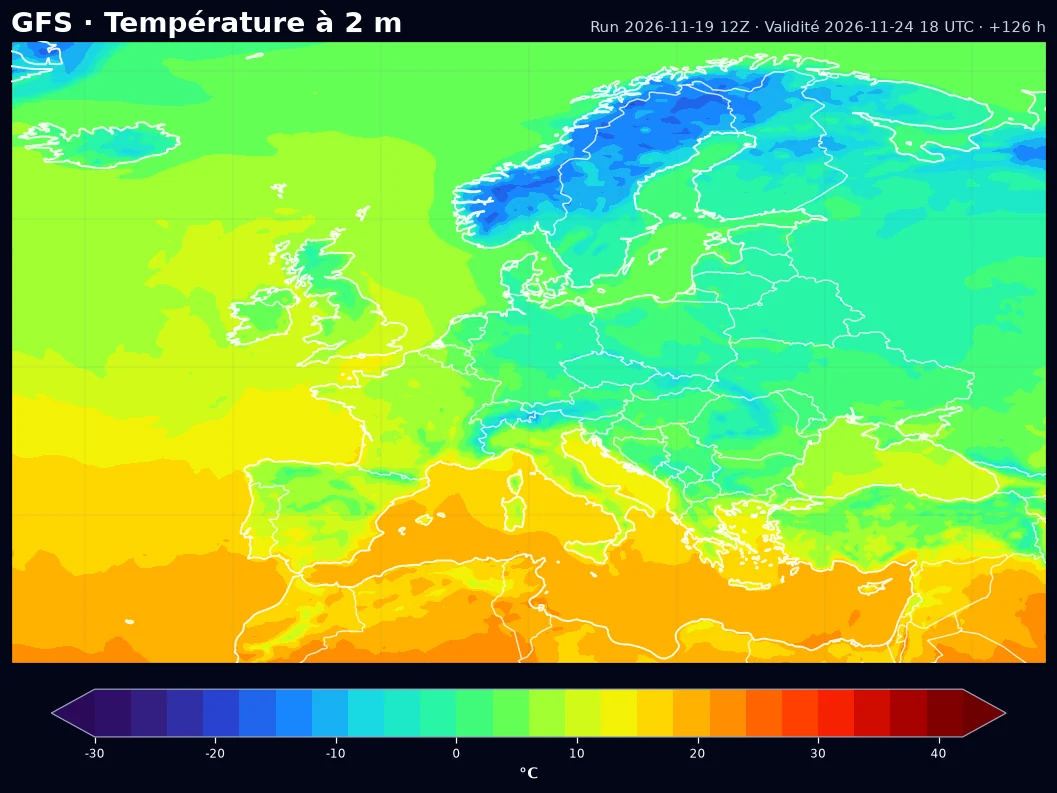 GFS · Température à 2 m
Run 2026-11-19 12Z · Validité 2026-11-24 18 UTC · +126 h
-30 -20 -10 0 10 20 30 40
°C